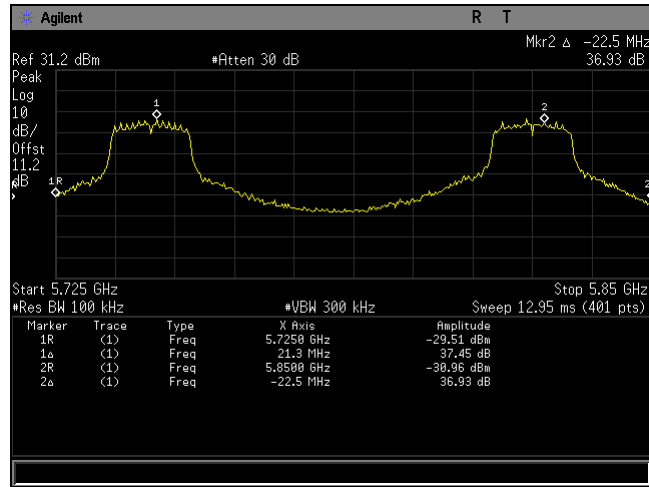 Agilent R T
Mkr2 Δ -22.5 MHz
Ref 31.2 dBm #Atten 30 dB 36.93 dB
Peak
Log
10
dB/
Offst
11.2
dB
1R
1
2
2
Start 5.725 GHz Stop 5.85 GHz
#Res BW 100 kHz #VBW 300 kHz Sweep 12.95 ms (401 pts)
Marker Trace Type X Axis Amplitude
1R (1) Freq 5.7250 GHz -29.51 dBm
1Δ (1) Freq 21.3 MHz 37.45 dB
2R (1) Freq 5.8500 GHz -30.96 dBm
2Δ (1) Freq -22.5 MHz 36.93 dB